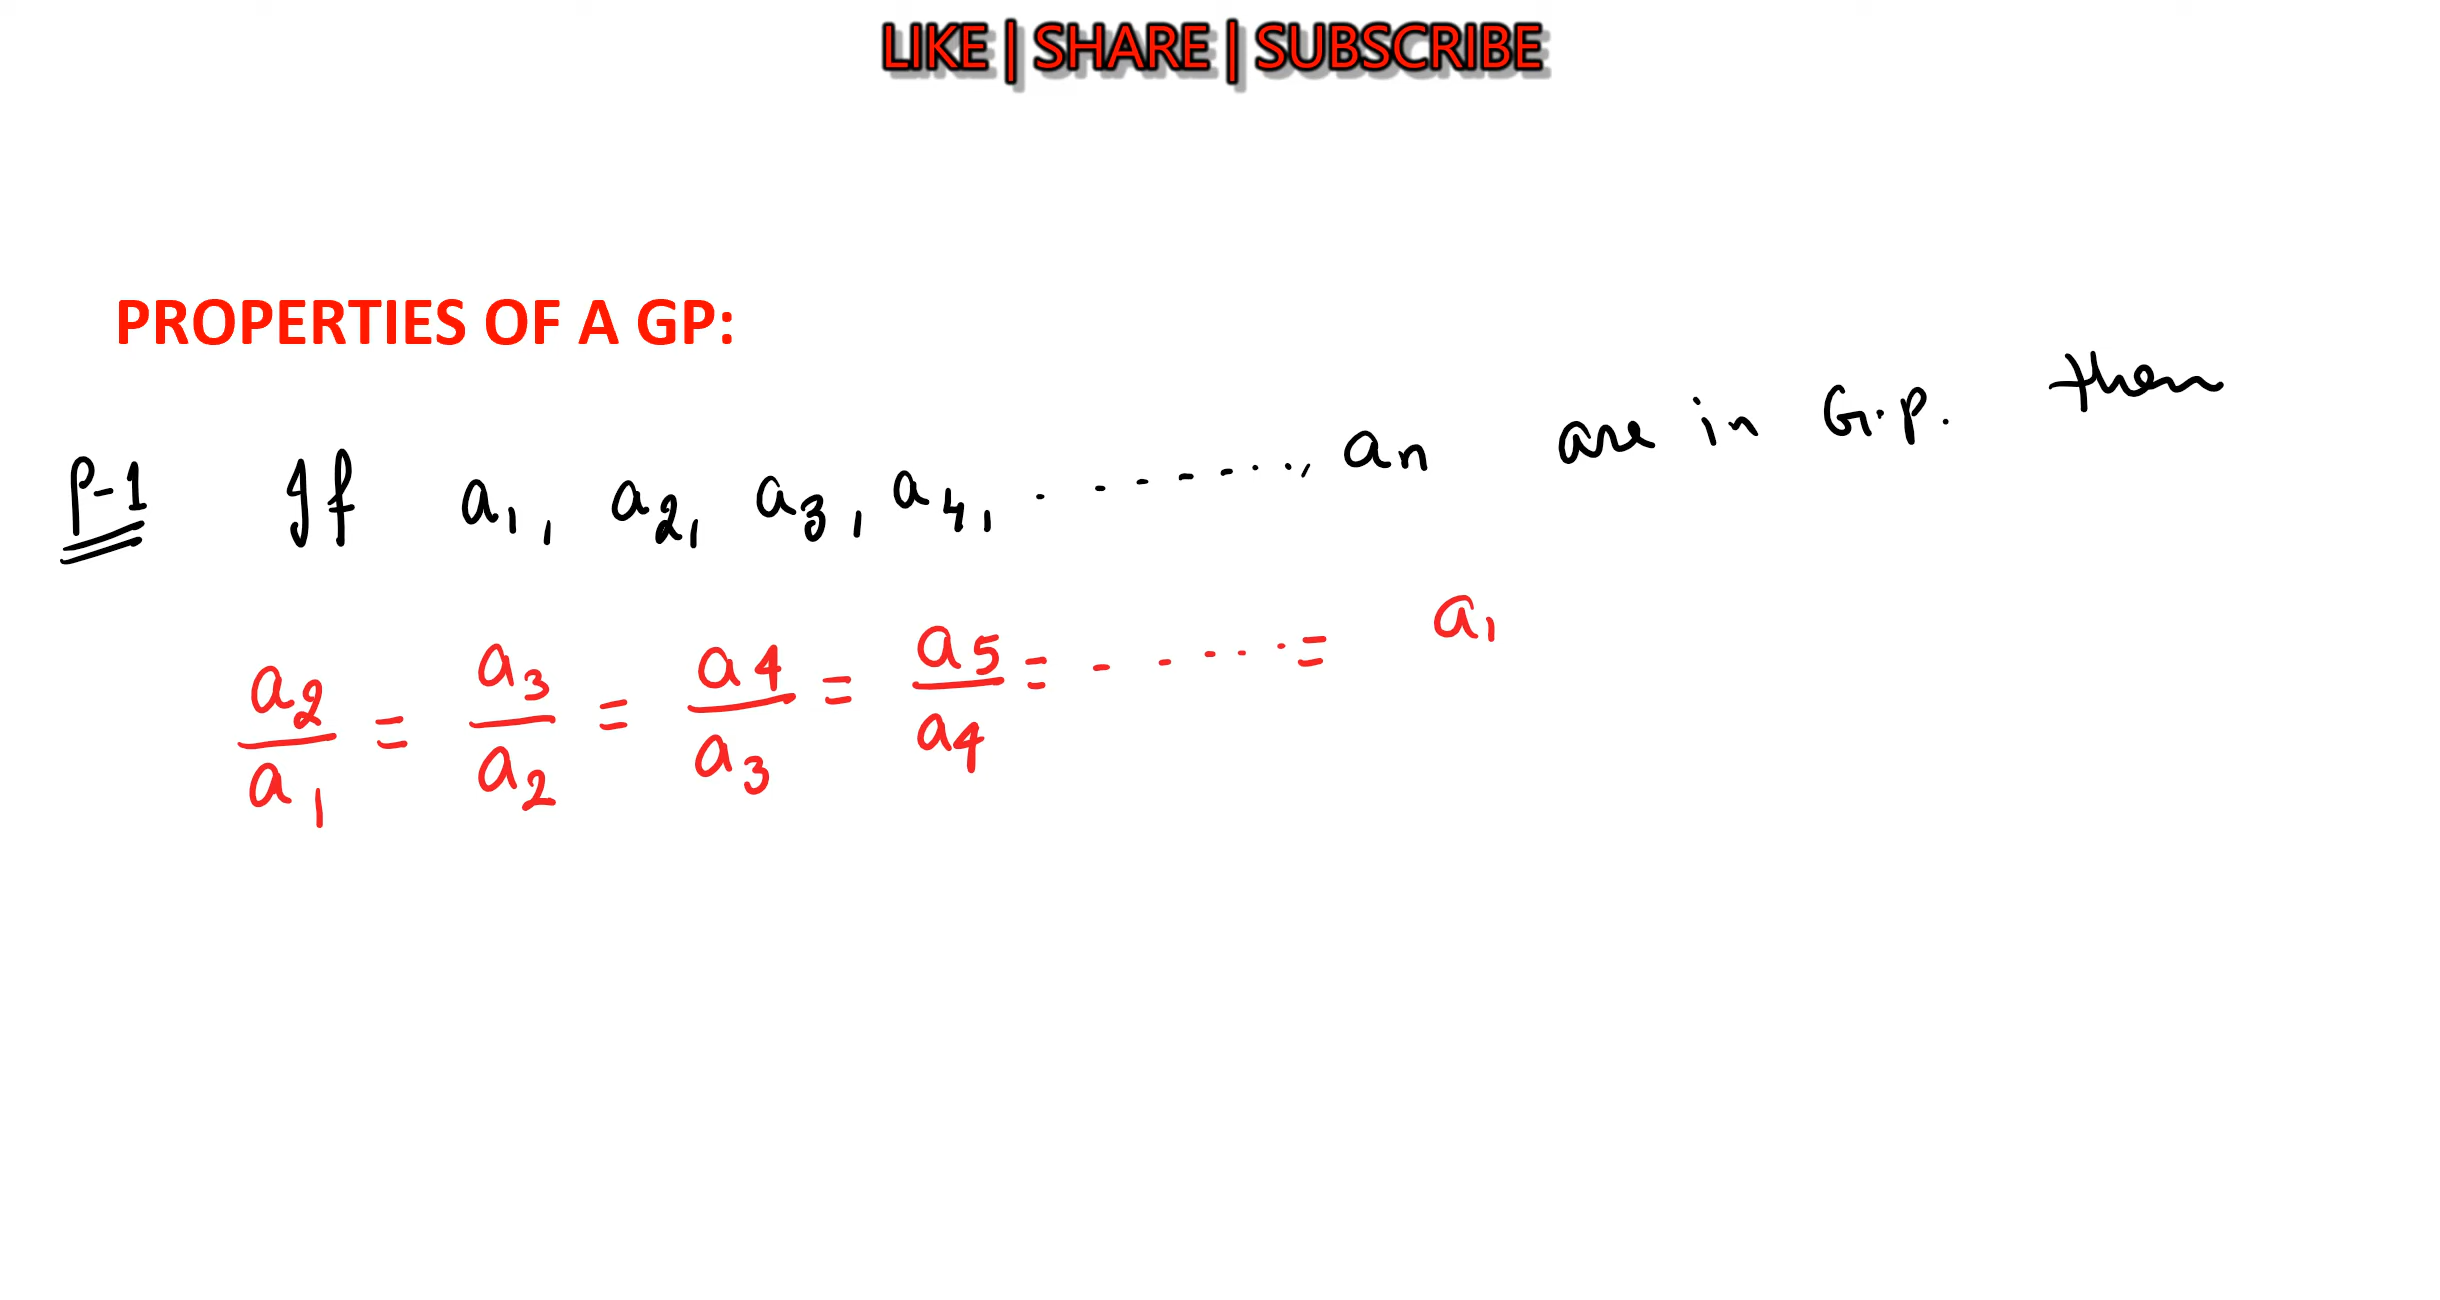 LIKE | SHARE | SUBSCRIBE
PROPERTIES OF A GP:
P-1 If a₁, a₂, a₃, a₄, ·······, an are in G.P. then
a₂/a₁ = a₃/a₂ = a₄/a₃ = a₅/a₄ = ······ = a₁